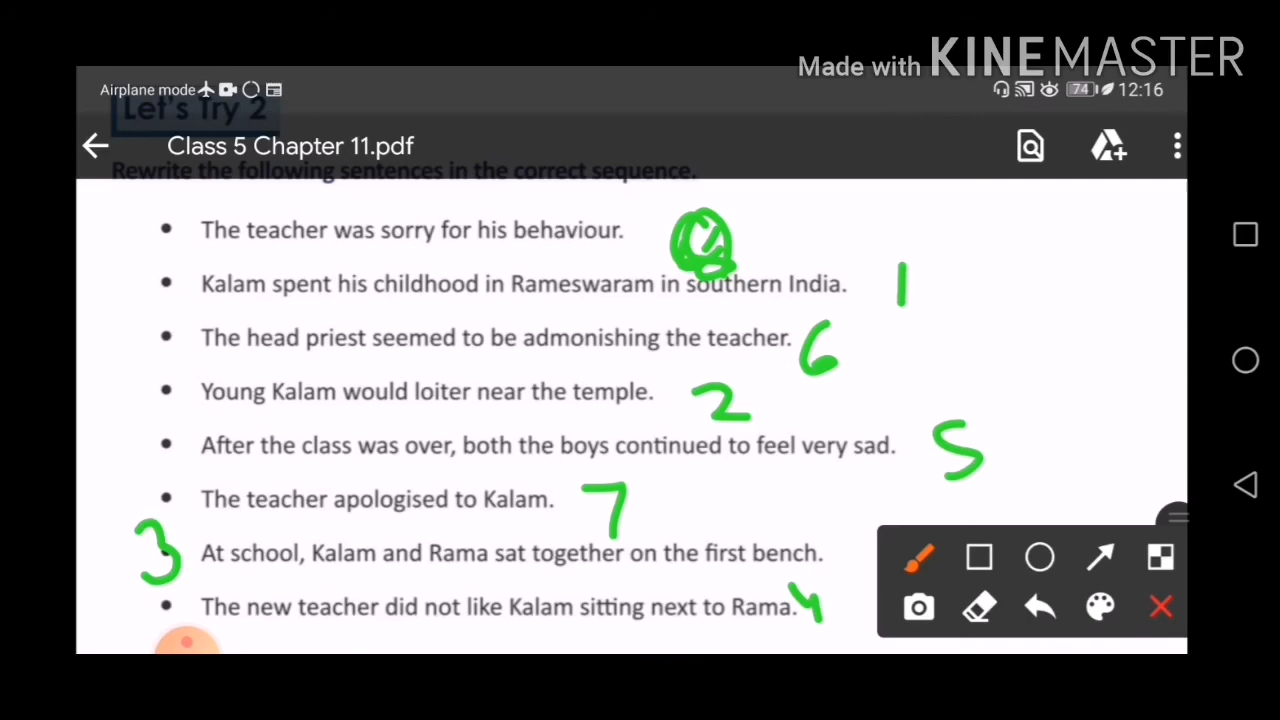 Made with KINEMASTER
Airplane mode 74 12:16
Let's Try 2
Class 5 Chapter 11.pdf
Rewrite the following sentences in the correct sequence.
• The teacher was sorry for his behaviour.
• Kalam spent his childhood in Rameswaram in southern India. 1
• The head priest seemed to be admonishing the teacher. 6
• Young Kalam would loiter near the temple. 2
• After the class was over, both the boys continued to feel very sad. 5
• The teacher apologised to Kalam. 7
3 • At school, Kalam and Rama sat together on the first bench.
• The new teacher did not like Kalam sitting next to Rama. 4